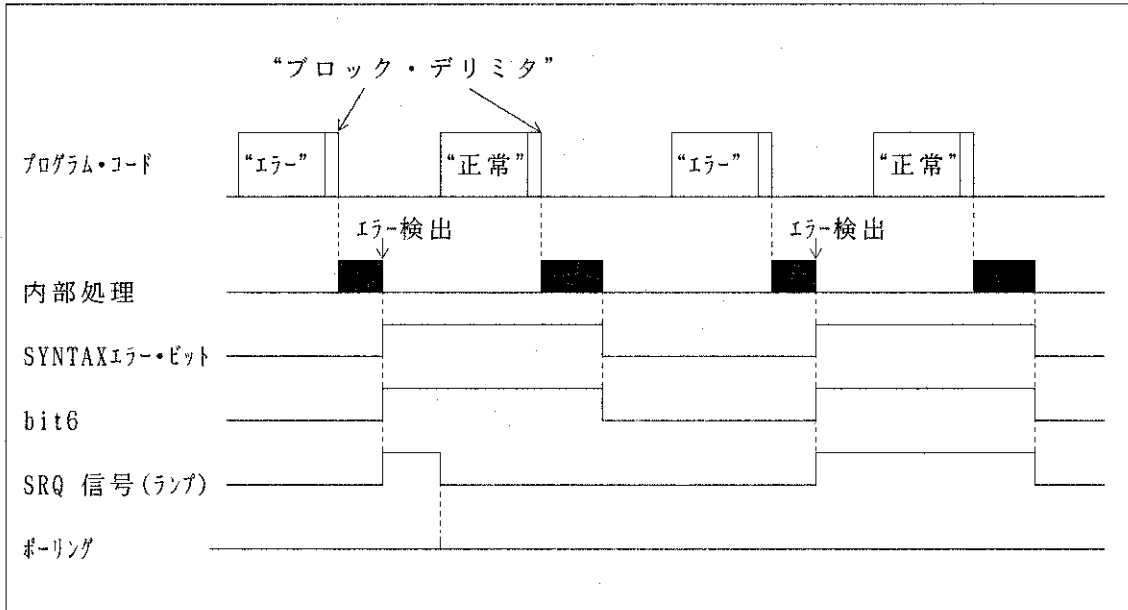 “ブロック・デリミタ”
プログラム・コード “エラー” “正常” “エラー” “正常”
エラー検出 エラー検出
内部処理
SYNTAXエラー・ビット
bit6
SRQ 信号(ランプ)
ポーリング